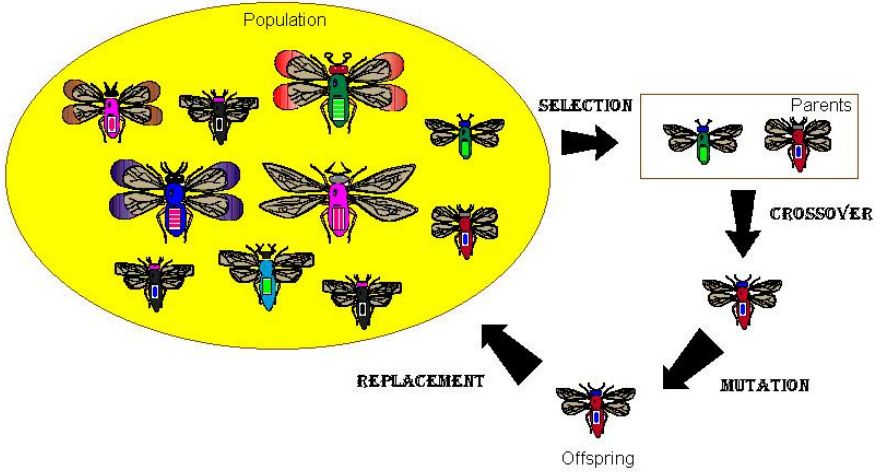 Population
SELECTION
Parents
CROSSOVER
MUTATION
REPLACEMENT
Offspring